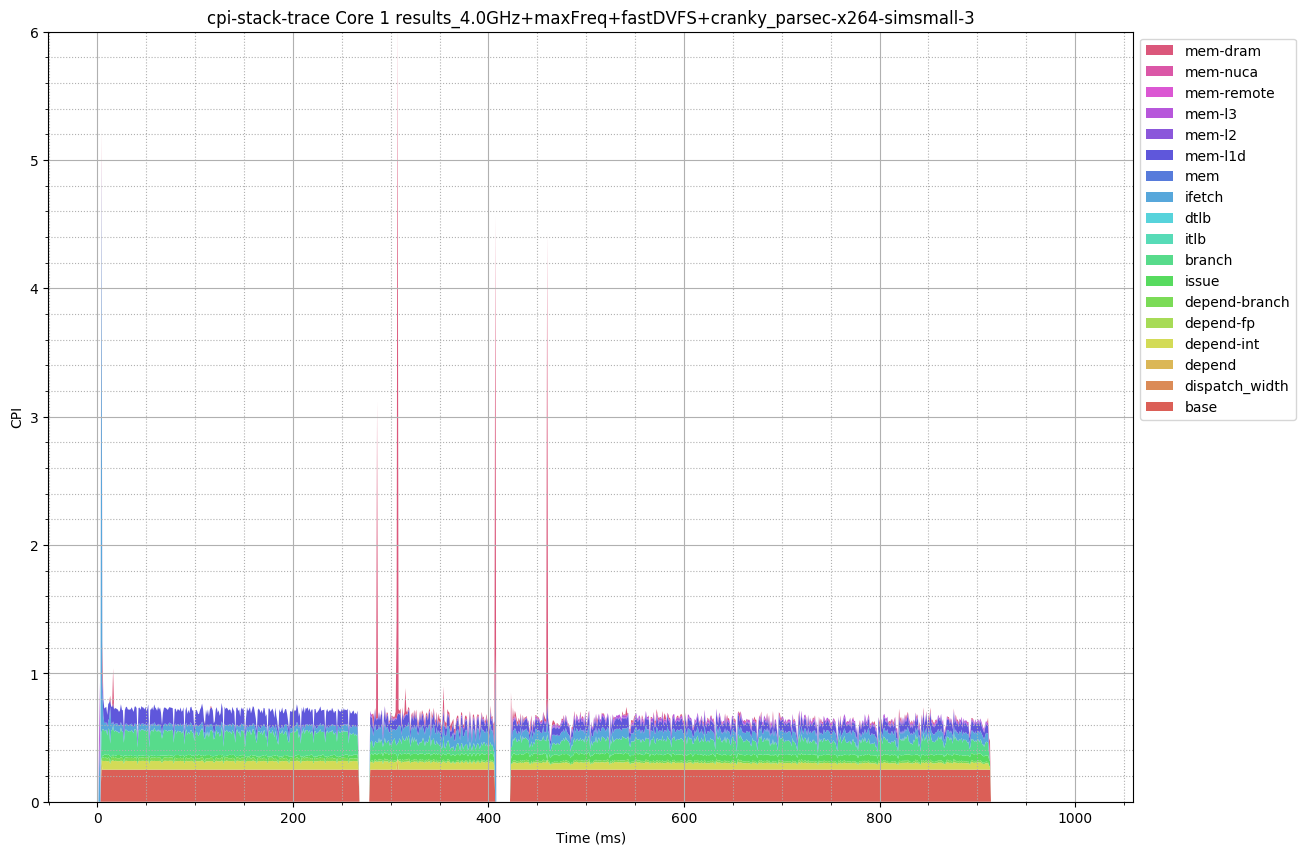 cpi-stack-trace Core 1 results_4.0GHz+maxFreq+fastDVFS+cranky_parsec-x264-simsmall-3
6
5
4
3
2
1
0
CPI
0 200 400 600 800 1000
Time (ms)
mem-dram
mem-nuca
mem-remote
mem-l3
mem-l2
mem-l1d
mem
ifetch
dtlb
itlb
branch
issue
depend-branch
depend-fp
depend-int
depend
dispatch_width
base